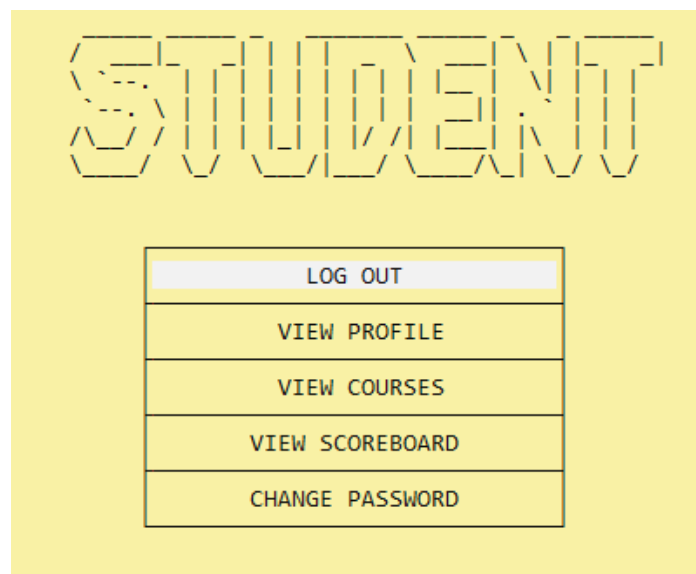 STUDENT
LOG OUT
VIEW PROFILE
VIEW COURSES
VIEW SCOREBOARD
CHANGE PASSWORD